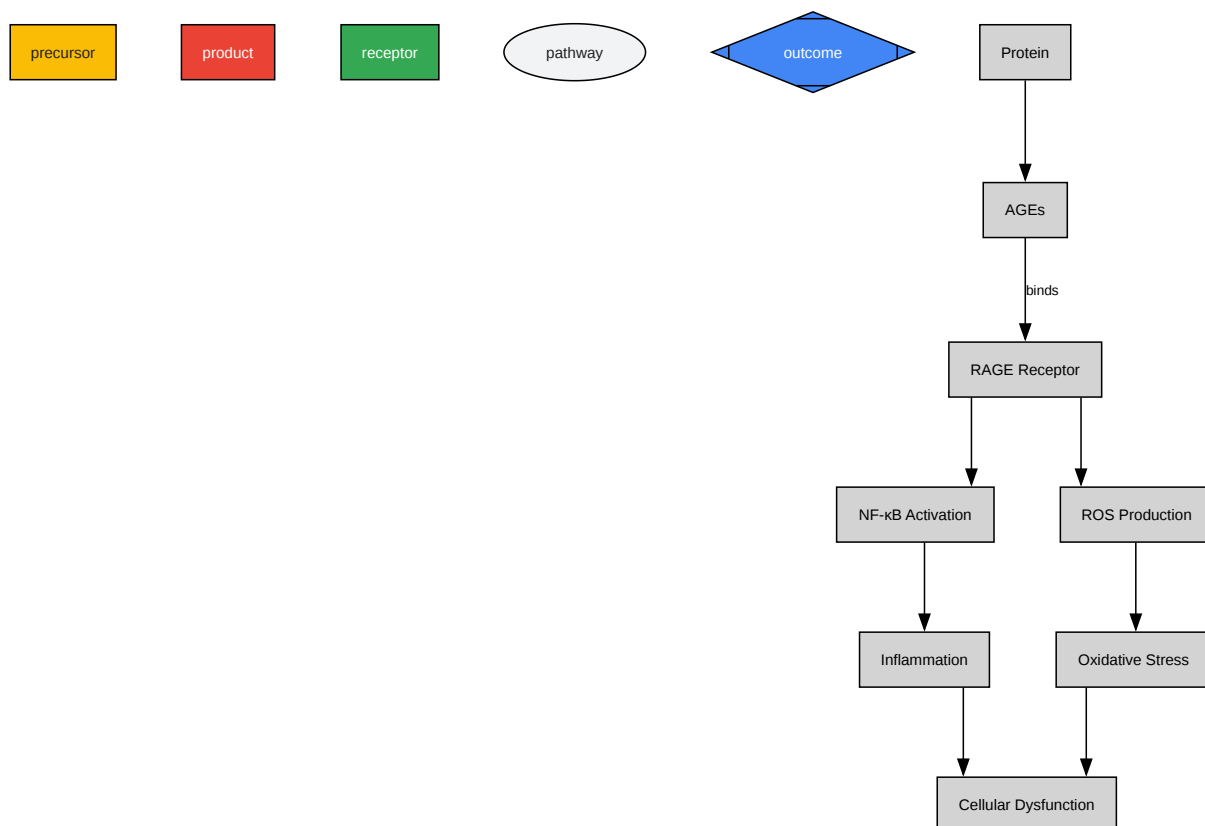 precursor
product
receptor
pathway
outcome
Protein
AGEs
binds
RAGE Receptor
NF-κB Activation
ROS Production
Inflammation
Oxidative Stress
Cellular Dysfunction